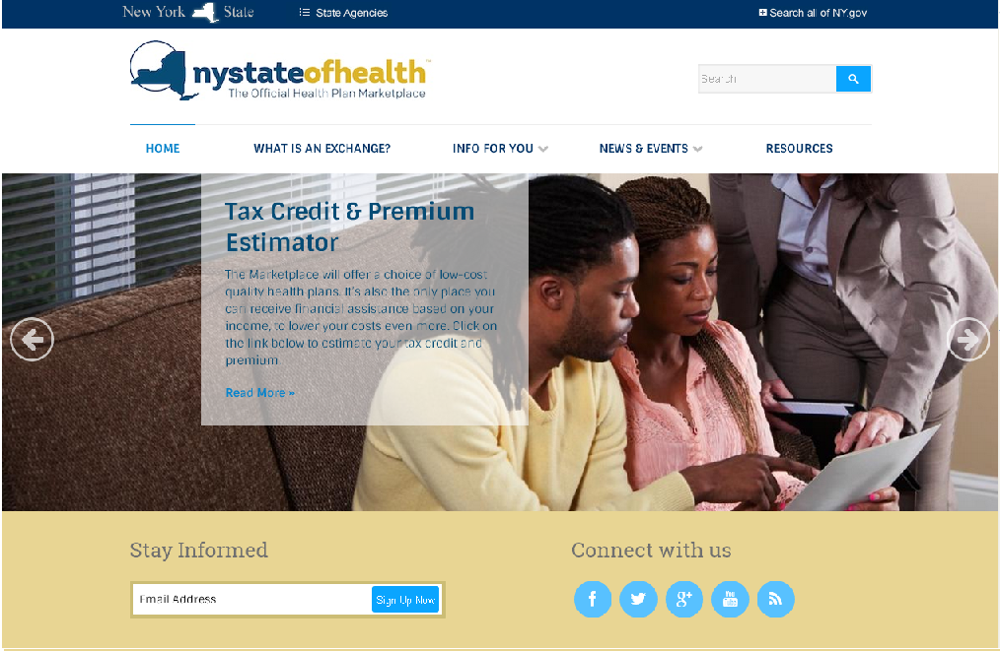 New York State
State Agencies
Search all of NY.gov
nystateofhealth™
The Official Health Plan Marketplace
Search
HOME
WHAT IS AN EXCHANGE?
INFO FOR YOU
NEWS & EVENTS
RESOURCES
Tax Credit & Premium
Estimator
The Marketplace will offer a choice of low-cost
quality health plans. It's also the only place you
can receive financial assistance based on your
income, to lower your costs even more. Click on
the link below to estimate your tax credit and
premium.
Read More »
Stay Informed
Connect with us
Email Address
Sign Up Now
f
g+
You
Tube